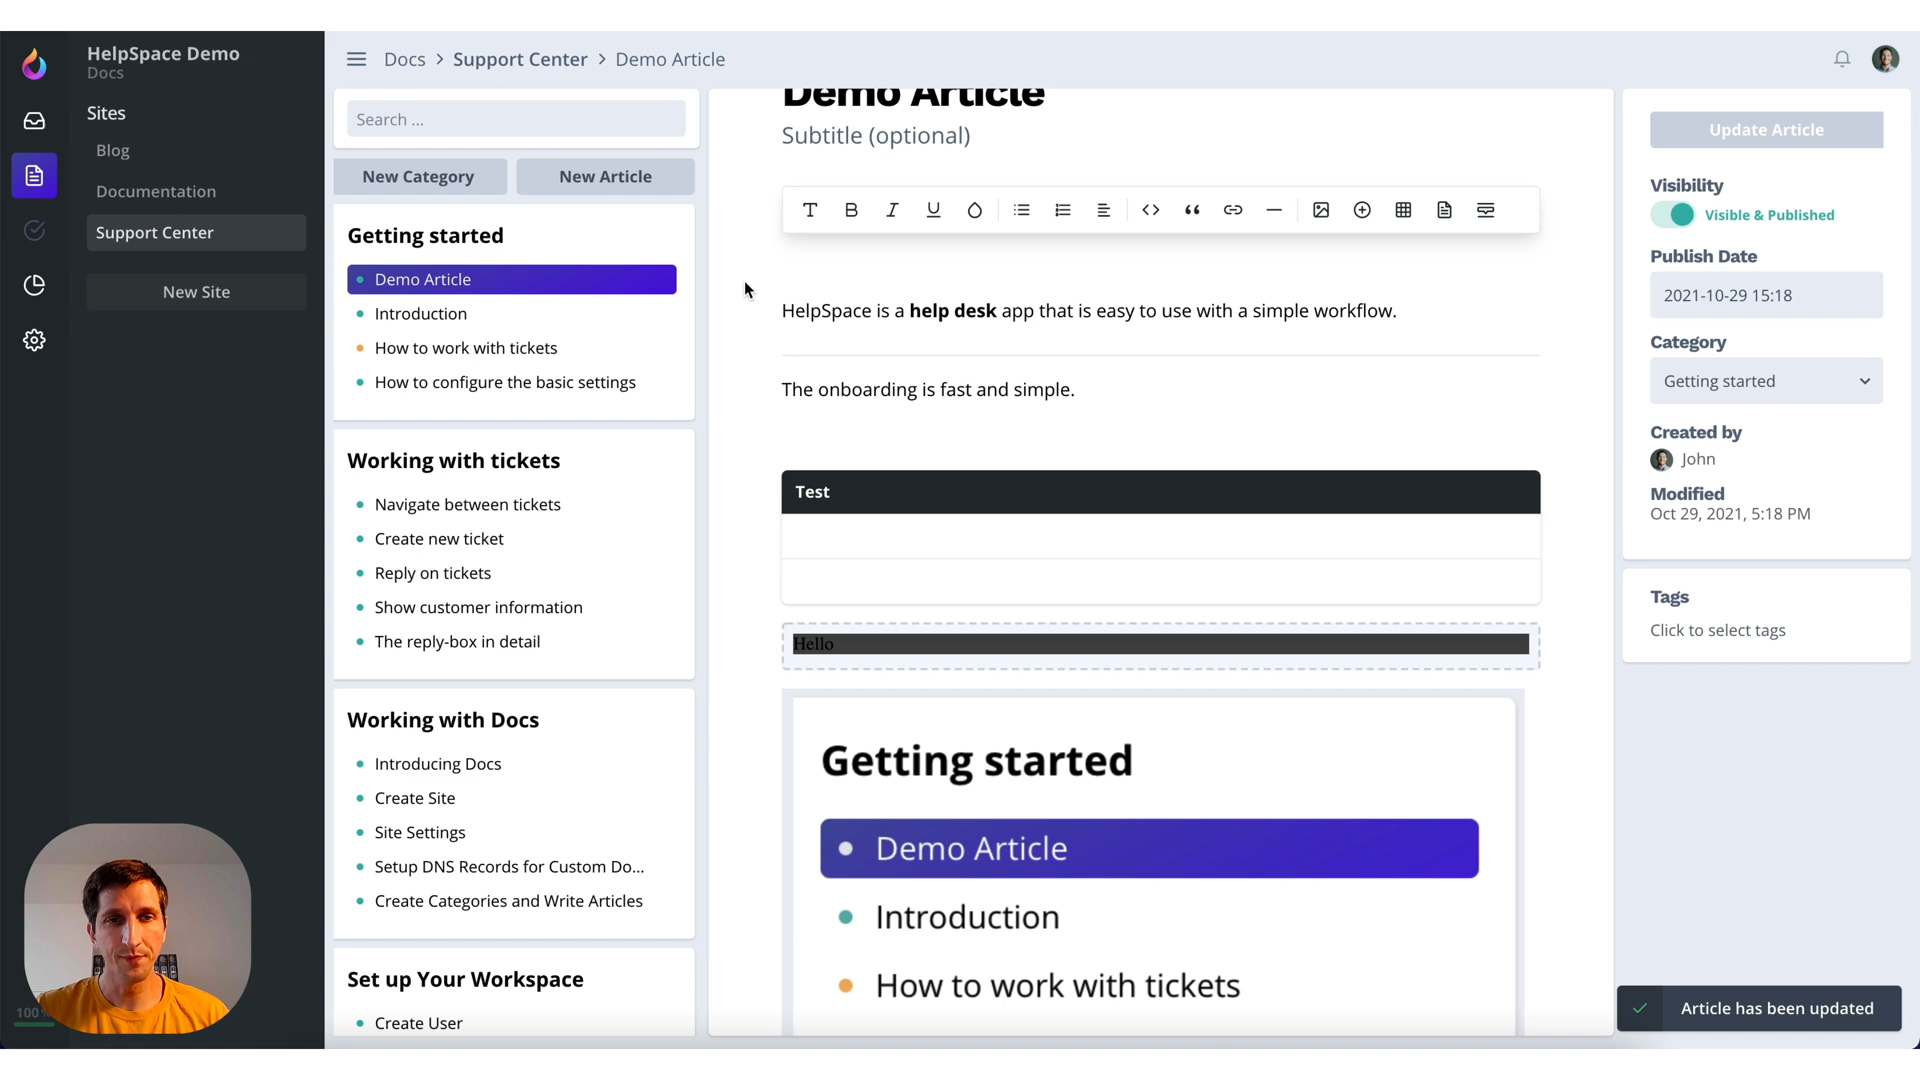 HelpSpace Demo
Docs
Sites
Blog
Documentation
Support Center
New Site
100%
Docs > Support Center > Demo Article
Search ...
New Category
New Article
Getting started
Demo Article
Introduction
How to work with tickets
How to configure the basic settings
Working with tickets
Navigate between tickets
Create new ticket
Reply on tickets
Show customer information
The reply-box in detail
Working with Docs
Introducing Docs
Create Site
Site Settings
Setup DNS Records for Custom Do...
Create Categories and Write Articles
Set up Your Workspace
Create User
Demo Article
Subtitle (optional)
HelpSpace is a help desk app that is easy to use with a simple workflow.
The onboarding is fast and simple.
Test
Hello
Getting started
Demo Article
Introduction
How to work with tickets
Update Article
Visibility
Visible & Published
Publish Date
2021-10-29 15:18
Category
Getting started
Created by
John
Modified
Oct 29, 2021, 5:18 PM
Tags
Click to select tags
Article has been updated